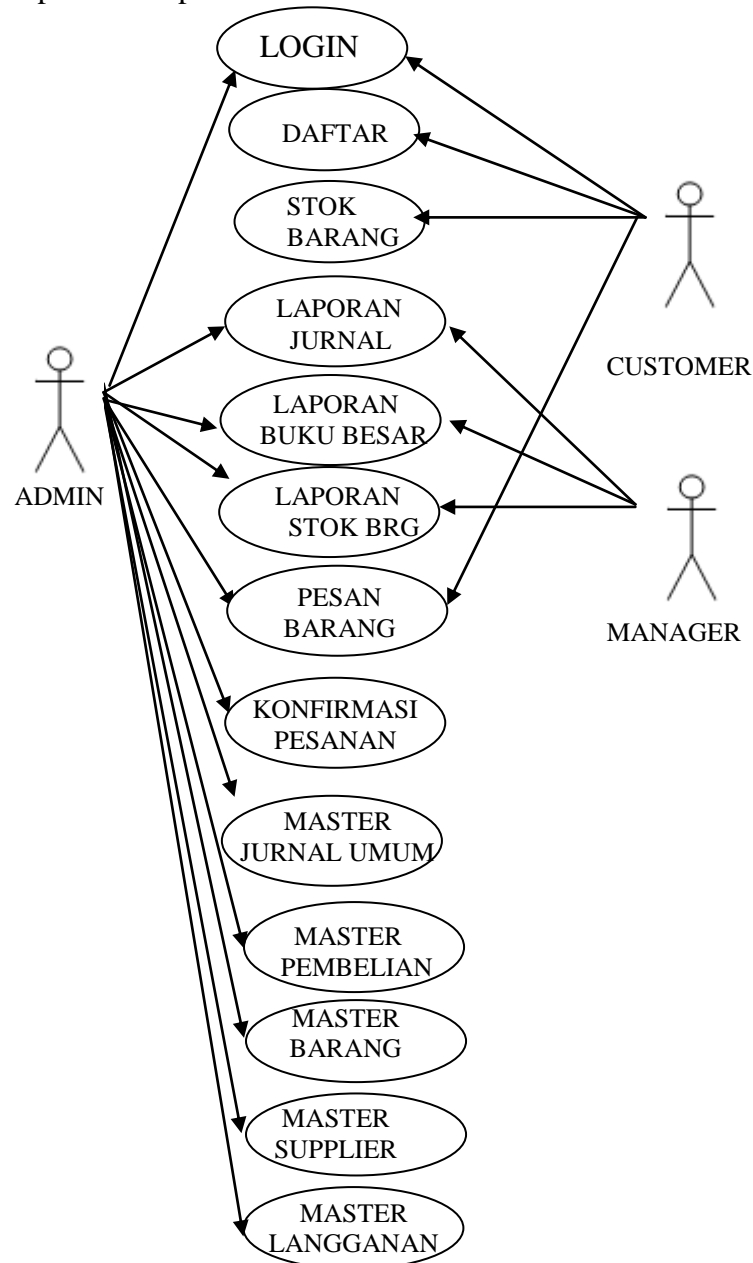 LOGIN
DAFTAR
STOK
BARANG
LAPORAN
JURNAL
CUSTOMER
LAPORAN
BUKU BESAR
ADMIN
LAPORAN
STOK BRG
PESAN
BARANG
MANAGER
KONFIRMASI
PESANAN
MASTER
JURNAL UMUM
MASTER
PEMBELIAN
MASTER
BARANG
MASTER
SUPPLIER
MASTER
LANGGANAN